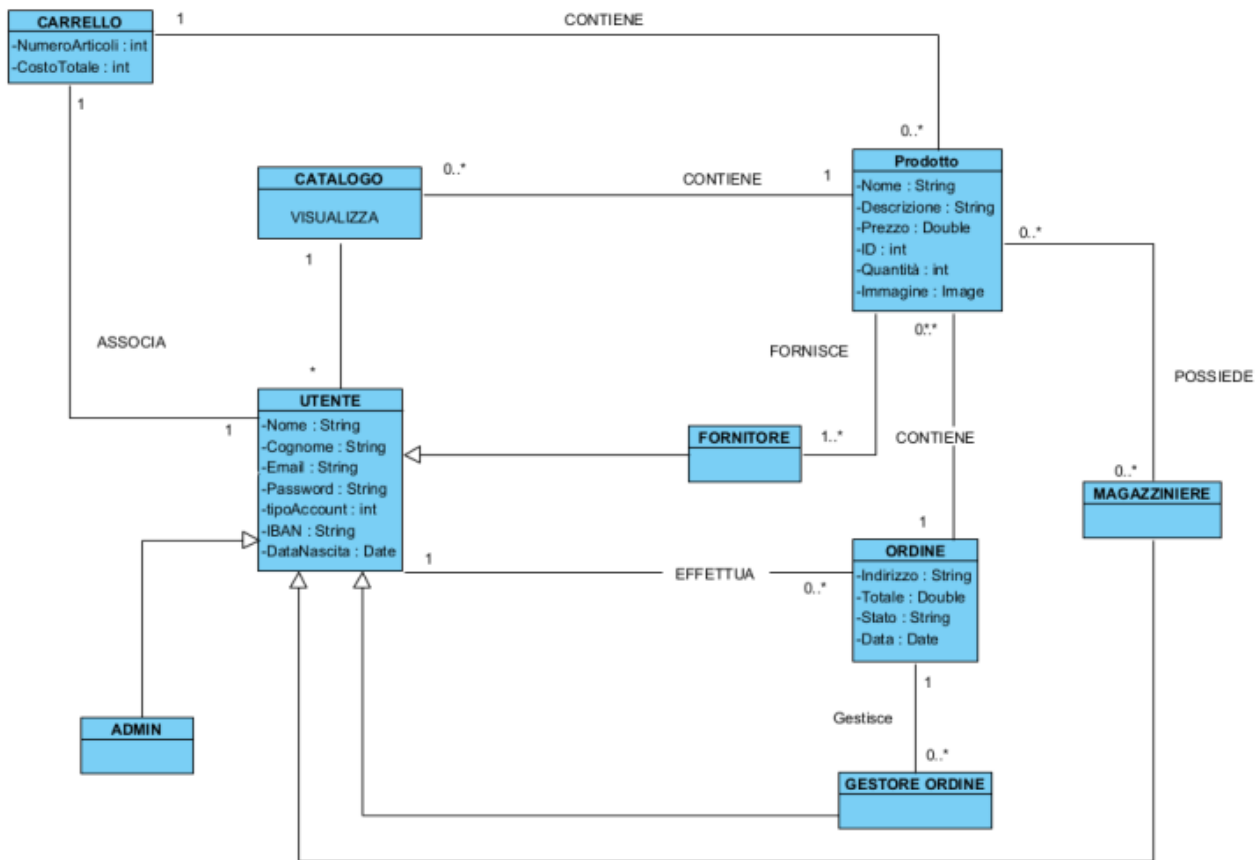 CARRELLO
-NumeroArticoli : int
-CostoTotale : int
1
CONTIENE
1
0..*
Prodotto
-Nome : String
-Descrizione : String
-Prezzo : Double
-ID : int
-Quantità : int
-Immagine : Image
CATALOGO
VISUALIZZA
0..*
CONTIENE
1
1
0..*
ASSOCIA
*
FORNISCE
0..*
POSSIEDE
UTENTE
-Nome : String
-Cognome : String
-Email : String
-Password : String
-tipoAccount : int
-IBAN : String
-DataNascita : Date
1
FORNITORE
1..*
CONTIENE
0..*
MAGAZZINIERE
1
ORDINE
-Indirizzo : String
-Totale : Double
-Stato : String
-Data : Date
1
EFFETTUA
0..*
1
Gestisce
0..*
ADMIN
GESTORE ORDINE